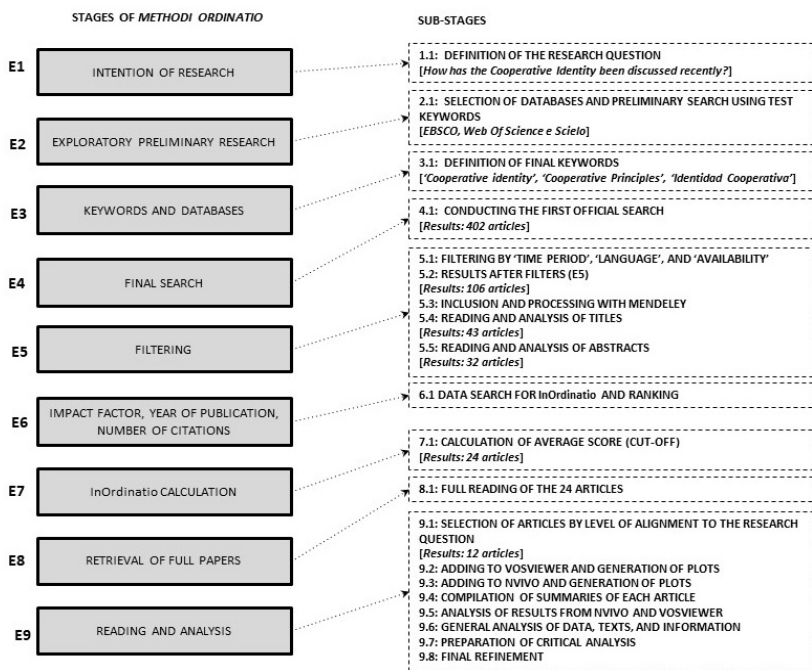 STAGES OF METHODI ORDINATIO
E1
INTENTION OF RESEARCH
E2
EXPLORATORY PRELIMINARY RESEARCH
E3
KEYWORDS AND DATABASES
E4
FINAL SEARCH
E5
FILTERING
E6
IMPACT FACTOR, YEAR OF PUBLICATION,
NUMBER OF CITATIONS
E7
InOrdinatio CALCULATION
E8
RETRIEVAL OF FULL PAPERS
E9
READING AND ANALYSIS
SUB-STAGES
1.1: DEFINITION OF THE RESEARCH QUESTION
[How has the Cooperative Identity been discussed recently?]
2.1: SELECTION OF DATABASES AND PRELIMINARY SEARCH USING TEST
KEYWORDS
[EBSCO, Web Of Science e Scielo]
3.1: DEFINITION OF FINAL KEYWORDS
['Cooperative identity', 'Cooperative Principles', 'Identidad Cooperativa']
4.1: CONDUCTING THE FIRST OFFICIAL SEARCH
[Results: 402 articles]
5.1: FILTERING BY 'TIME PERIOD', 'LANGUAGE', AND 'AVAILABILITY'
5.2: RESULTS AFTER FILTERS (E5)
[Results: 106 articles]
5.3: INCLUSION AND PROCESSING WITH MENDELEY
5.4: READING AND ANALYSIS OF TITLES
[Results: 43 articles]
5.5: READING AND ANALYSIS OF ABSTRACTS
[Results: 32 articles]
6.1 DATA SEARCH FOR InOrdinatio AND RANKING
7.1: CALCULATION OF AVERAGE SCORE (CUT-OFF)
[Results: 24 articles]
8.1: FULL READING OF THE 24 ARTICLES
9.1: SELECTION OF ARTICLES BY LEVEL OF ALIGNMENT TO THE RESEARCH
QUESTION
[Results: 12 articles]
9.2: ADDING TO VOSVIEWER AND GENERATION OF PLOTS
9.3: ADDING TO NVIVO AND GENERATION OF PLOTS
9.4: COMPILATION OF SUMMARIES OF EACH ARTICLE
9.5: ANALYSIS OF RESULTS FROM NVIVO AND VOSVIEWER
9.6: GENERAL ANALYSIS OF DATA, TEXTS, AND INFORMATION
9.7: PREPARATION OF CRITICAL ANALYSIS
9.8: FINAL REFINEMENT